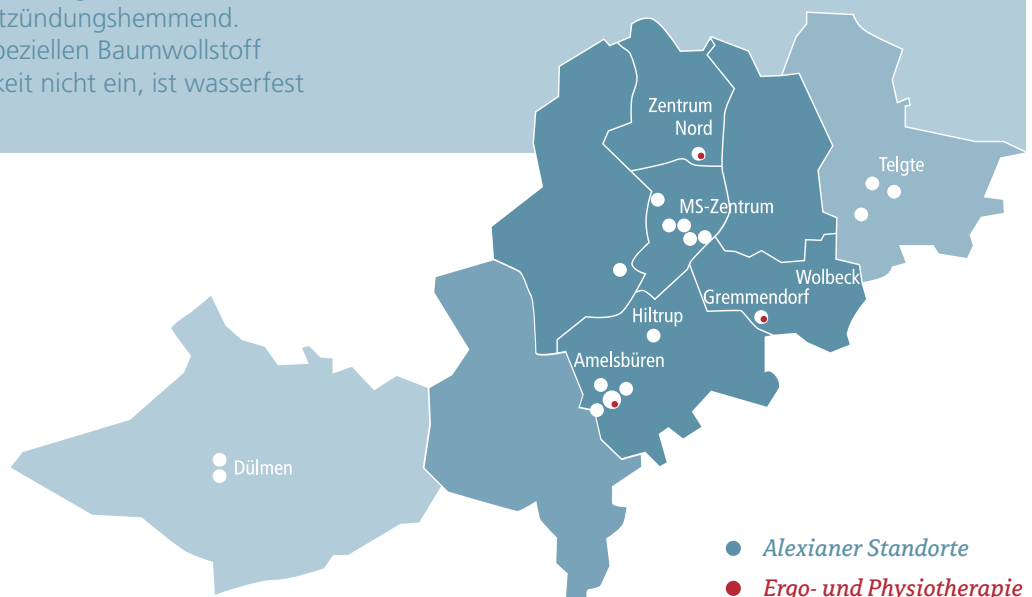 tzündungshemmend.
peziellen Baumwollstoff
keit nicht ein, ist wasserfest
Zentrum
Nord
Telgte
MS-Zentrum
Wolbeck
Gremmendorf
Hiltrup
Amelsbüren
Dülmen
Alexianer Standorte
Ergo- und Physiotherapie